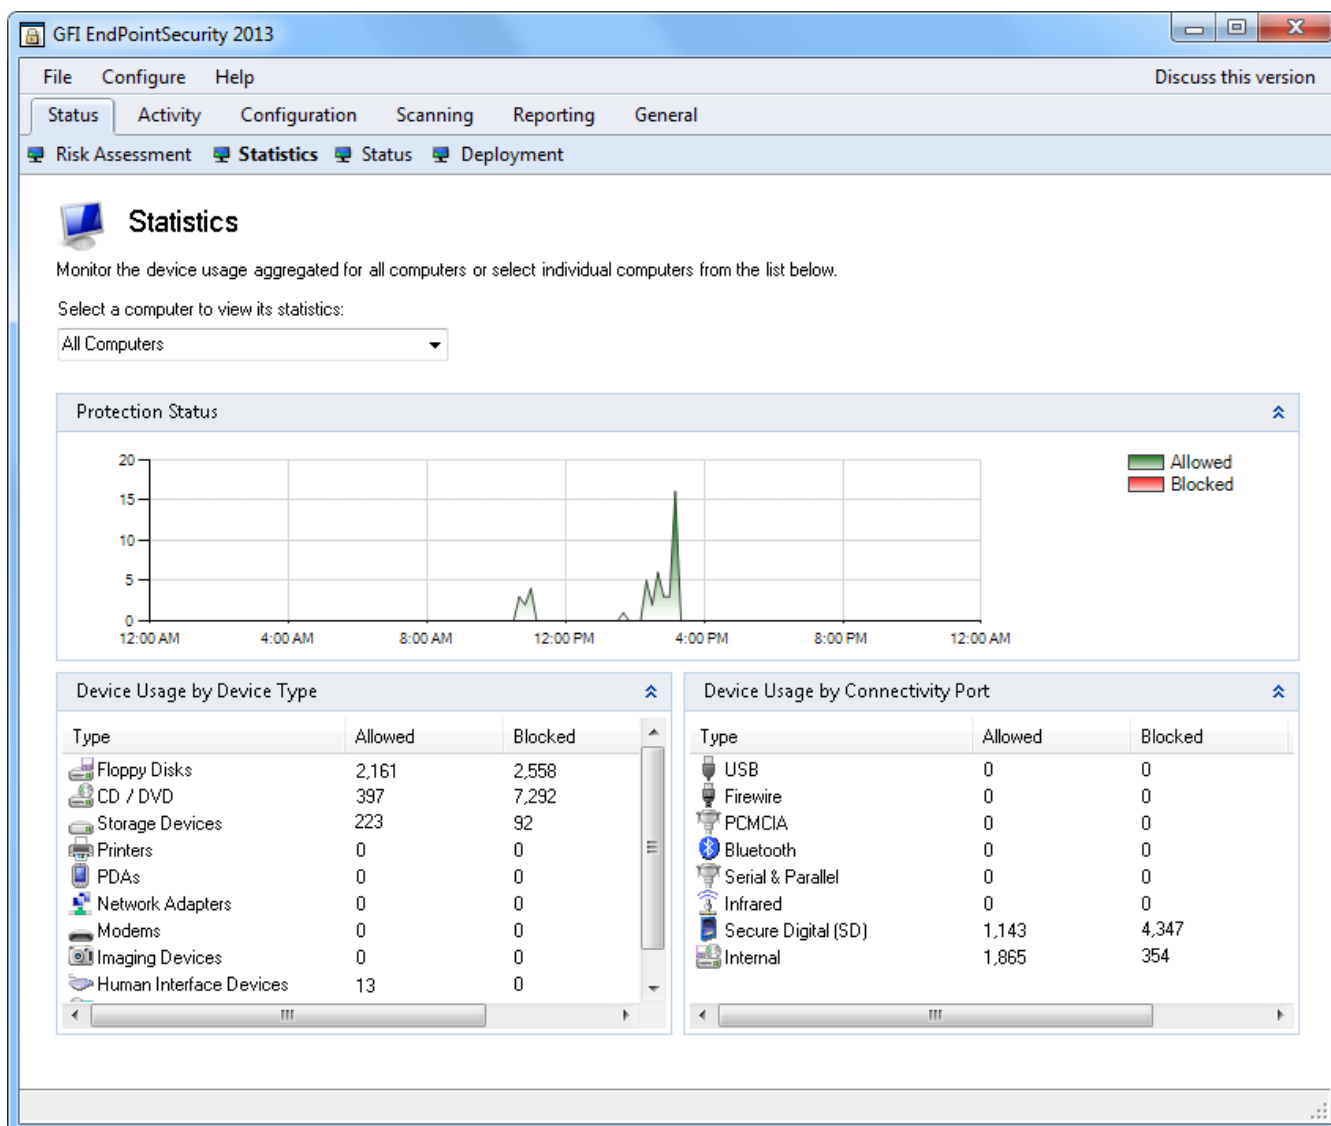 GFI EndPointSecurity 2013
File Configure Help Discuss this version
Status Activity Configuration Scanning Reporting General
Risk Assessment Statistics Status Deployment
Statistics
Monitor the device usage aggregated for all computers or select individual computers from the list below.
Select a computer to view its statistics:
All Computers
Protection Status
20
15
10
5
0
12:00 AM 4:00 AM 8:00 AM 12:00 PM 4:00 PM 8:00 PM 12:00 AM
Allowed
Blocked
Device Usage by Device Type
Type Allowed Blocked
Floppy Disks 2,161 2,558
CD / DVD 397 7,292
Storage Devices 223 92
Printers 0 0
PDAs 0 0
Network Adapters 0 0
Modems 0 0
Imaging Devices 0 0
Human Interface Devices 13 0
Device Usage by Connectivity Port
Type Allowed Blocked
USB 0 0
Firewire 0 0
PCMCIA 0 0
Bluetooth 0 0
Serial & Parallel 0 0
Infrared 0 0
Secure Digital (SD) 1,143 4,347
Internal 1,865 354